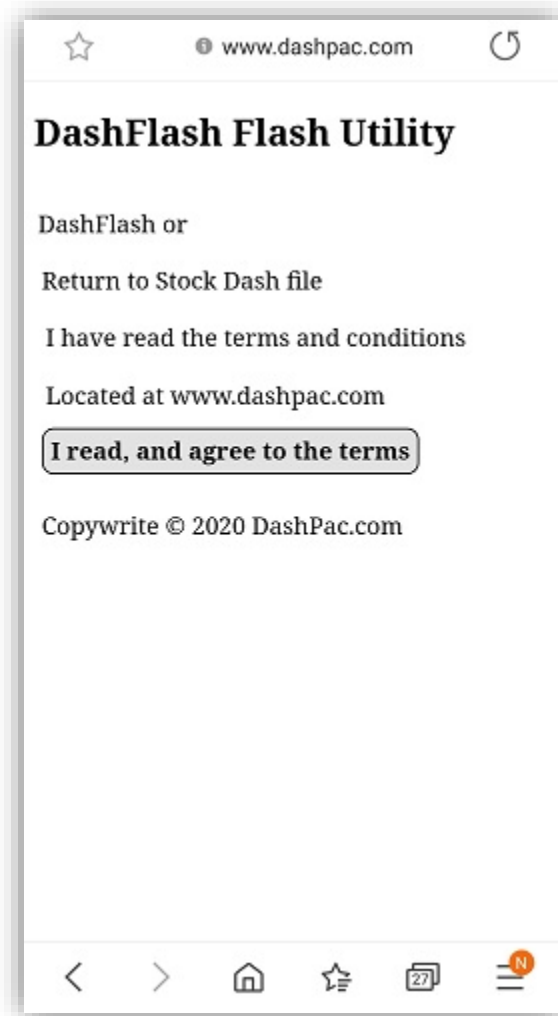 www.dashpac.com
DashFlash Flash Utility
DashFlash or
Return to Stock Dash file
I have read the terms and conditions
Located at www.dashpac.com
I read, and agree to the terms
Copywrite © 2020 DashPac.com
27
N